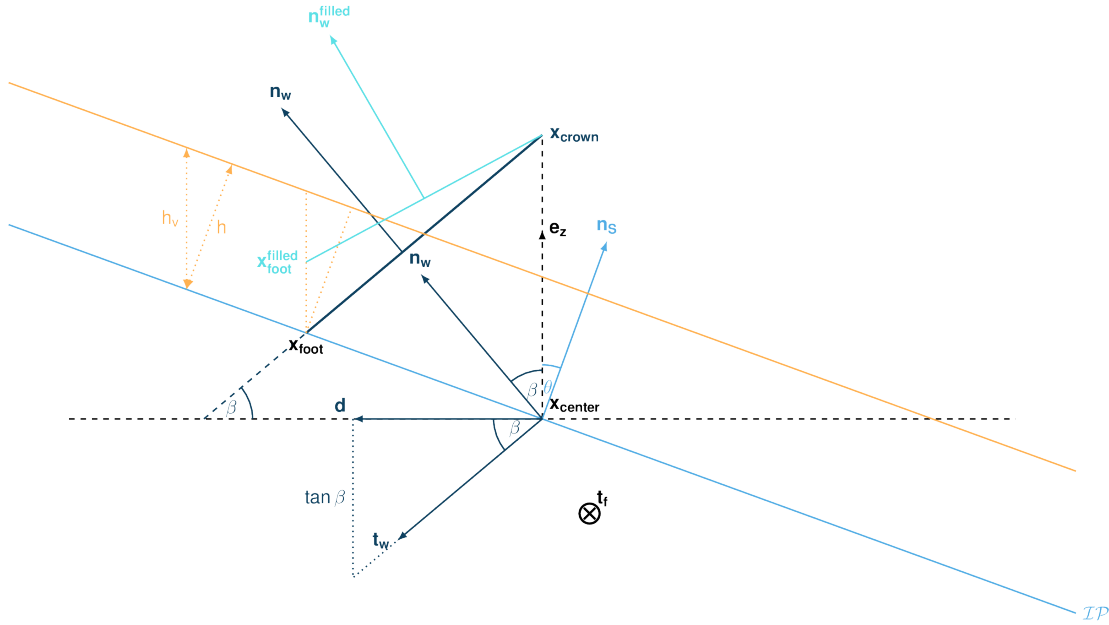 n_w^filled
n_w
x_crown
h_v
h
e_z
n_S
x_foot^filled
n_w
x_foot
β
θ
x_center
d
β
β
tan β
t_f
t_w
IP